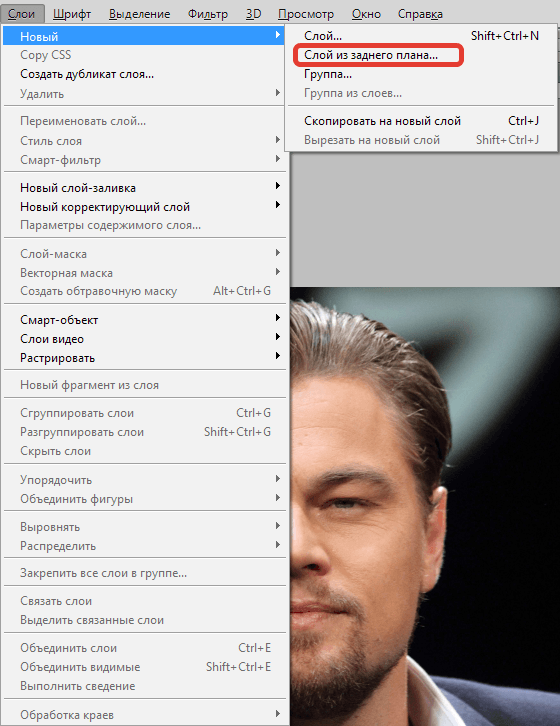 Слои Шрифт Выделение Фильтр 3D Просмотр Окно Справка
Новый
Слой... Shift+Ctrl+N
Слой из заднего плана...
Группа...
Группа из слоев...
Скопировать на новый слой Ctrl+J
Вырезать на новый слой Shift+Ctrl+J
Copy CSS
Создать дубликат слоя...
Удалить
Переименовать слой...
Стиль слоя
Смарт-фильтр
Новый слой-заливка
Новый корректирующий слой
Параметры содержимого слоя...
Слой-маска
Векторная маска
Создать обтравочную маску Alt+Ctrl+G
Смарт-объект
Слои видео
Растрировать
Новый фрагмент из слоя
Сгруппировать слои Ctrl+G
Разгруппировать слои Shift+Ctrl+G
Скрыть слои
Упорядочить
Объединить фигуры
Выровнять
Распределить
Закрепить все слои в группе...
Связать слои
Выделить связанные слои
Объединить слои Ctrl+E
Объединить видимые Shift+Ctrl+E
Выполнить сведение
Обработка краев